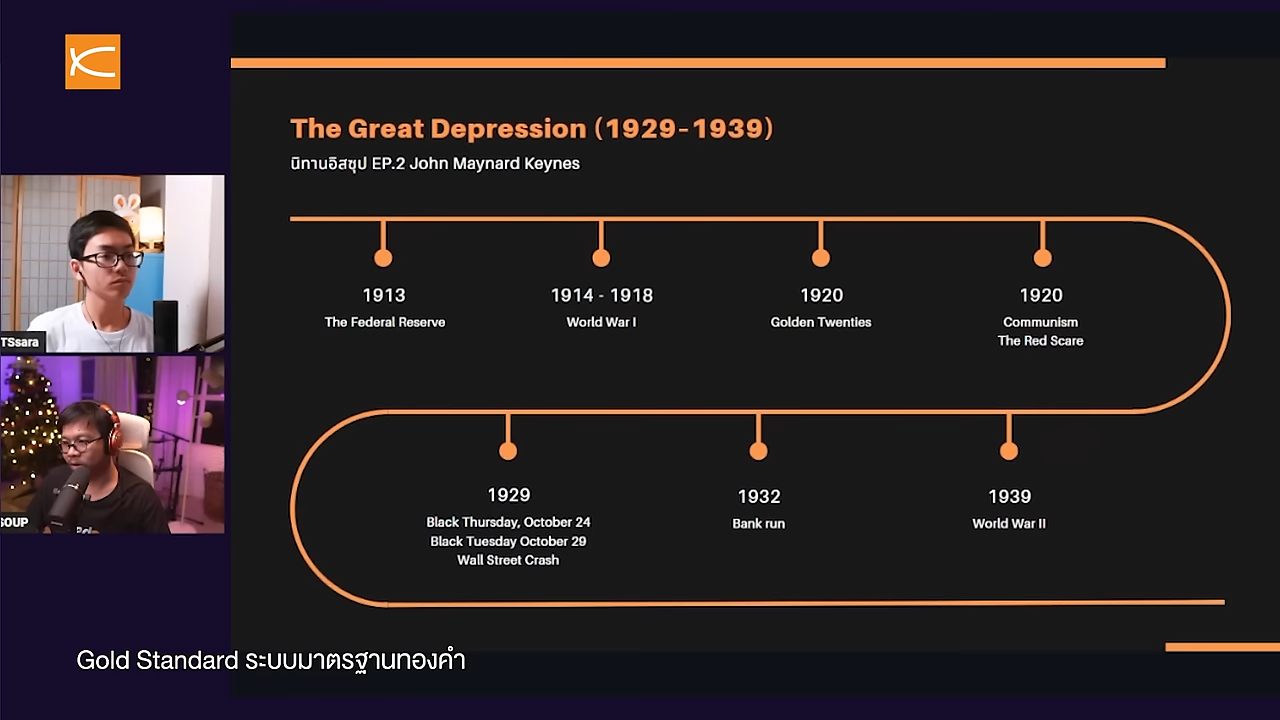 The Great Depression (1929-1939)
นิทานอิสซุป EP.2 John Maynard Keynes
1913
The Federal Reserve
1914 - 1918
World War I
1920
Golden Twenties
1920
Communism
The Red Scare
TSsara
SOUP
1929
Black Thursday, October 24
Black Tuesday October 29
Wall Street Crash
1932
Bank run
1939
World War II
Gold Standard ระบบมาตรฐานทองคำ